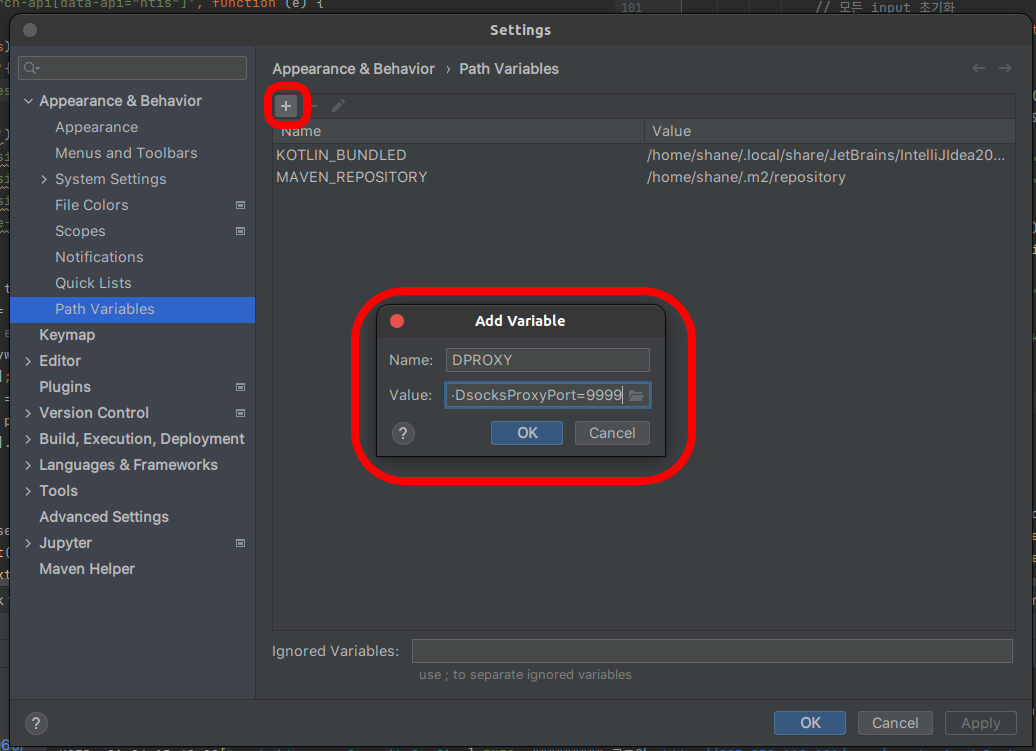 rch-api[data-api="ntis"]', function (e) {
101
// 모든 input 초기화
Settings
Appearance & Behavior
Appearance
Menus and Toolbars
System Settings
File Colors
Scopes
Notifications
Quick Lists
Path Variables
Keymap
Editor
Plugins
Version Control
Build, Execution, Deployment
Languages & Frameworks
Tools
Advanced Settings
Jupyter
Maven Helper
Appearance & Behavior › Path Variables
Name Value
KOTLIN_BUNDLED /home/shane/.local/share/JetBrains/IntelliJIdea20...
MAVEN_REPOSITORY /home/shane/.m2/repository
Add Variable
Name: DPROXY
Value: -DsocksProxyPort=9999
? OK Cancel
Ignored Variables:
use ; to separate ignored variables
? OK Cancel Apply